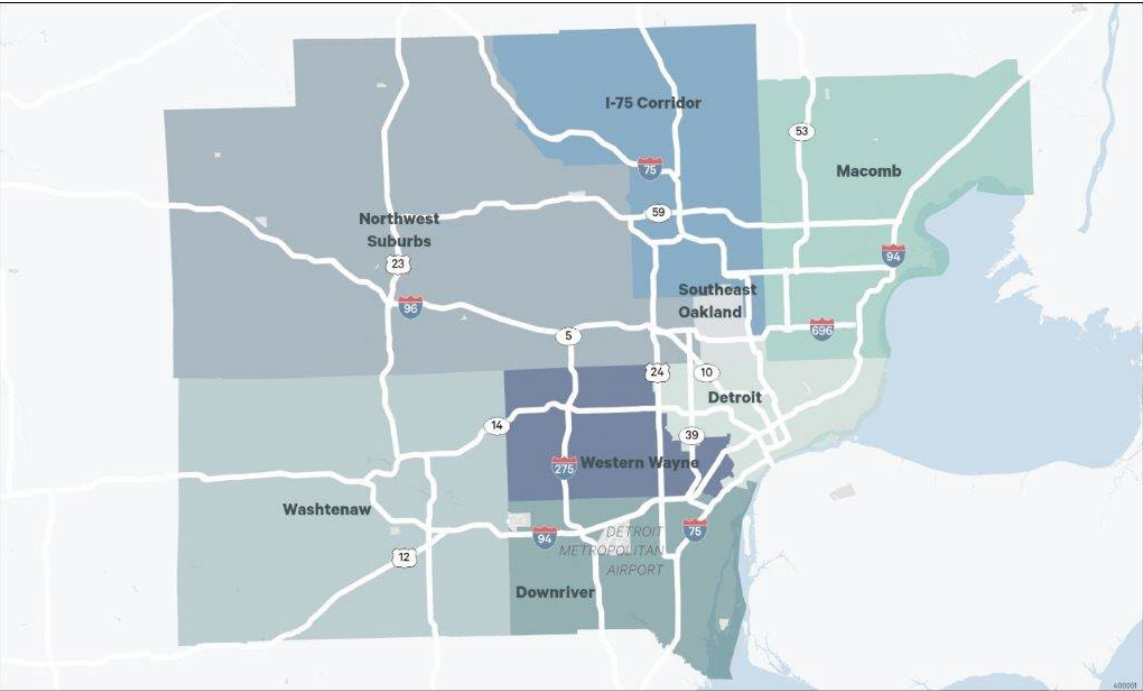 I-75 Corridor
53
75
Macomb
59
Northwest
Suburbs
23
94
Southeast
Oakland
96
696
5
24
10
Detroit
14
39
275
Western Wayne
Washtenaw
94
75
DETROIT
METROPOLITAN
AIRPORT
12
Downriver